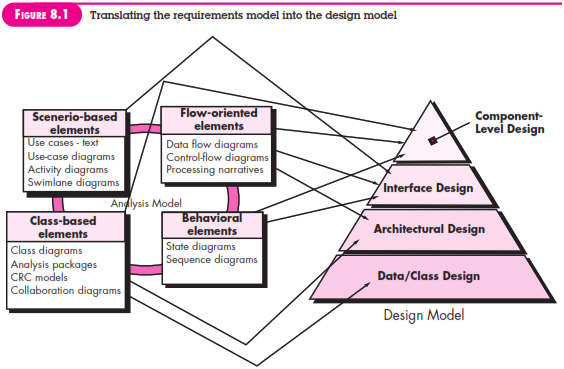 FIGURE 8.1 Translating the requirements model into the design model
Scenerio-based
elements
Use cases - text
Use-case diagrams
Activity diagrams
Swimlane diagrams
Flow-oriented
elements
Data flow diagrams
Control-flow diagrams
Processing narratives
Analysis Model
Class-based
elements
Class diagrams
Analysis packages
CRC models
Collaboration diagrams
Behavioral
elements
State diagrams
Sequence diagrams
Component-
Level Design
Interface Design
Architectural Design
Data/Class Design
Design Model